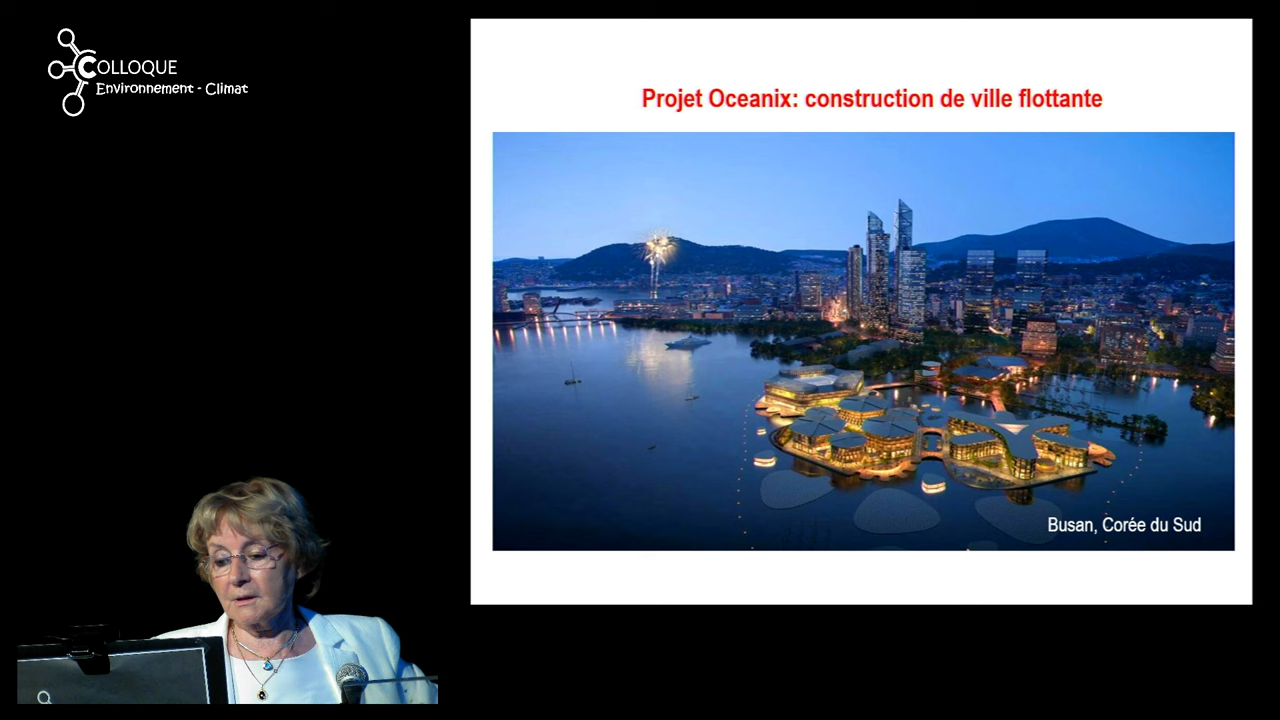 COLLOQUE
Environnement - Climat
Projet Oceanix: construction de ville flottante
Busan, Corée du Sud